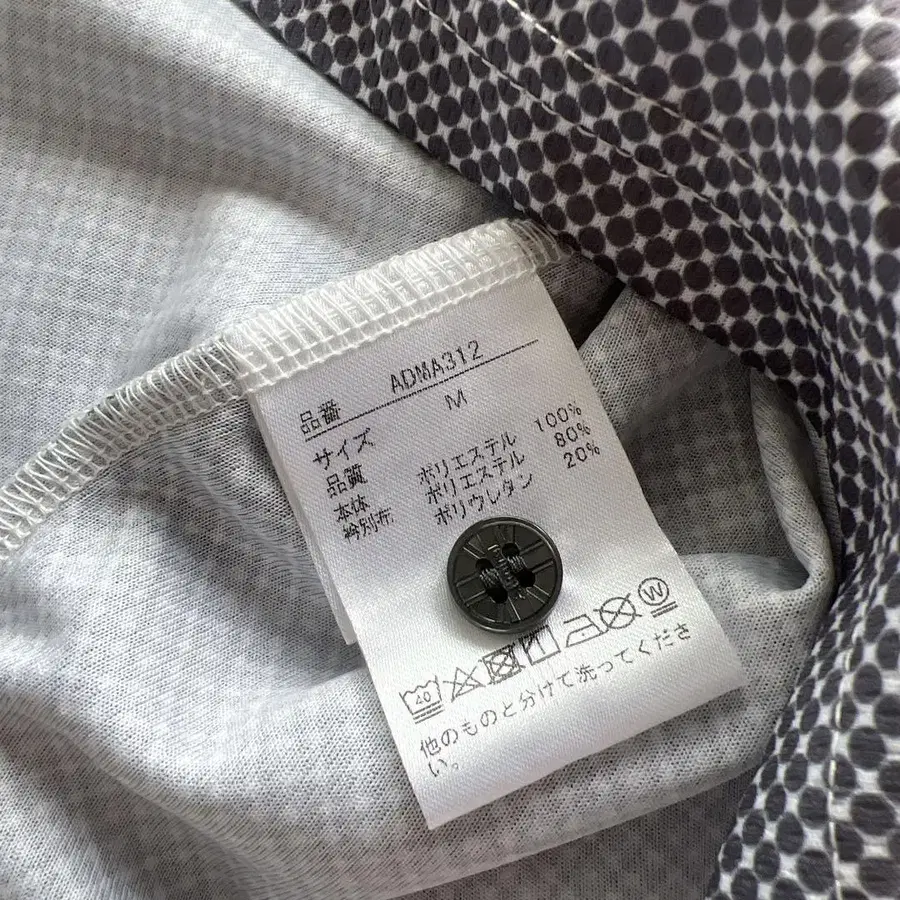 品番 ADMA312
サイズ M
品質
本体 ポリエステル 100%
衿別布 ポリエステル 80%
ポリウレタン 20%
40 W
他のものと分けて洗ってくださ
い。